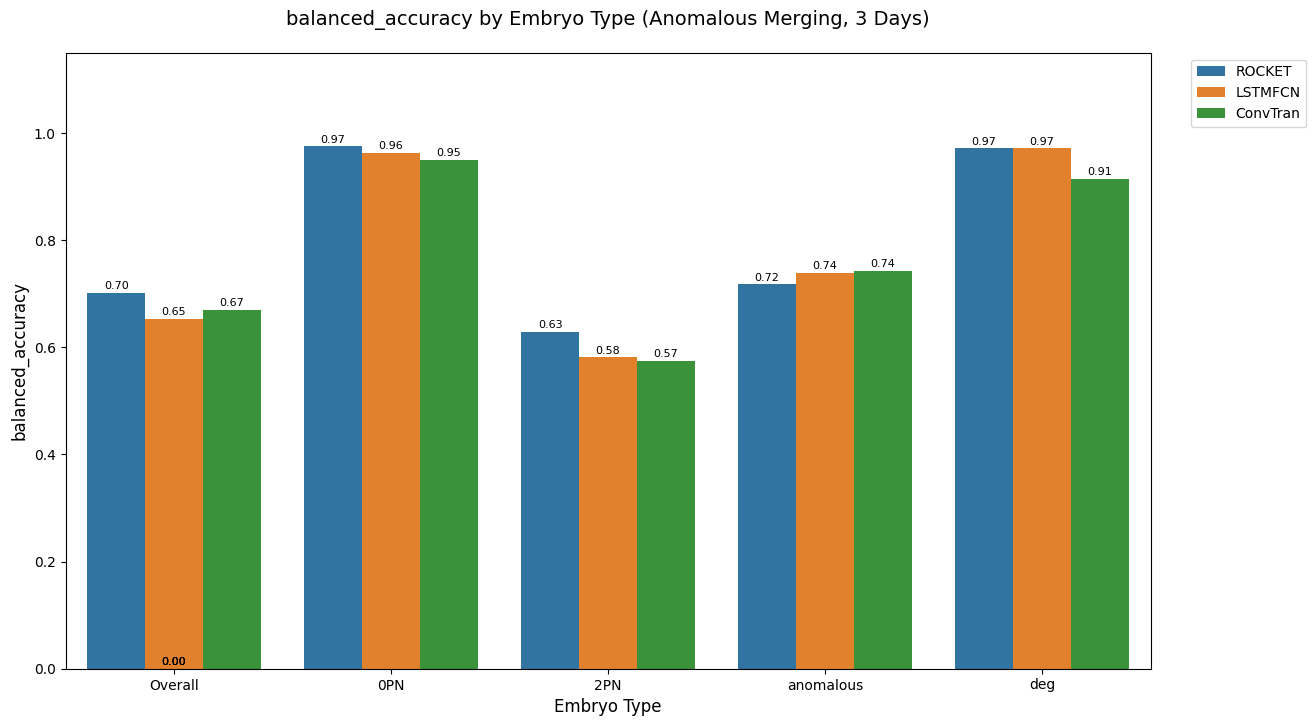 balanced_accuracy by Embryo Type (Anomalous Merging, 3 Days)
ROCKET
LSTMFCN
ConvTran
balanced_accuracy
1.0
0.8
0.6
0.4
0.2
0.0
0.70
0.65
0.67
0.00
0.97
0.96
0.95
0.63
0.58
0.57
0.72
0.74
0.74
0.97
0.97
0.91
Overall
0PN
2PN
anomalous
deg
Embryo Type